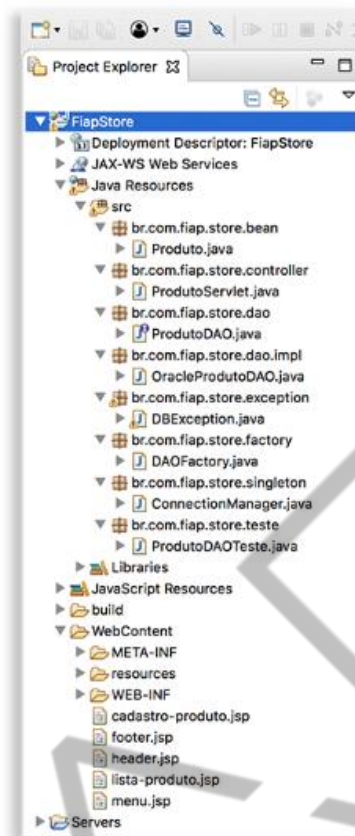 Project Explorer
FiapStore
Deployment Descriptor: FiapStore
JAX-WS Web Services
Java Resources
src
br.com.fiap.store.bean
Produto.java
br.com.fiap.store.controller
ProdutoServlet.java
br.com.fiap.store.dao
ProdutoDAO.java
br.com.fiap.store.dao.impl
OracleProdutoDAO.java
br.com.fiap.store.exception
DBException.java
br.com.fiap.store.factory
DAOFactory.java
br.com.fiap.store.singleton
ConnectionManager.java
br.com.fiap.store.teste
ProdutoDAOTeste.java
Libraries
JavaScript Resources
build
WebContent
META-INF
resources
WEB-INF
cadastro-produto.jsp
footer.jsp
header.jsp
lista-produto.jsp
menu.jsp
Servers